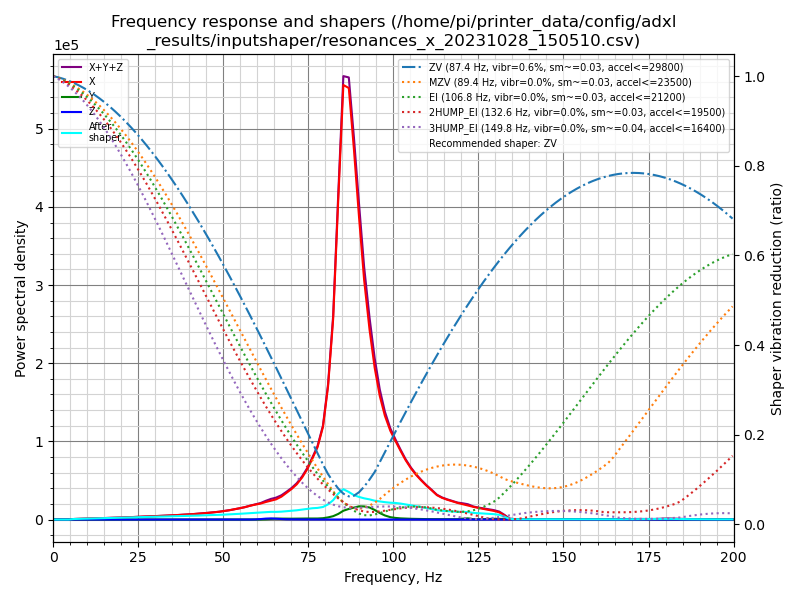 Frequency response and shapers (/home/pi/printer_data/config/adxl
_results/inputshaper/resonances_x_20231028_150510.csv)
1e5
X+Y+Z
X
Y
Z
After
shaper
ZV (87.4 Hz, vibr=0.6%, sm~=0.03, accel<=29800)
MZV (89.4 Hz, vibr=0.0%, sm~=0.03, accel<=23500)
EI (106.8 Hz, vibr=0.0%, sm~=0.03, accel<=21200)
2HUMP_EI (132.6 Hz, vibr=0.0%, sm~=0.03, accel<=19500)
3HUMP_EI (149.8 Hz, vibr=0.0%, sm~=0.04, accel<=16400)
Recommended shaper: ZV
Power spectral density
5
4
3
2
1
0
1.0
0.8
0.6
0.4
0.2
0.0
Shaper vibration reduction (ratio)
0 25 50 75 100 125 150 175 200
Frequency, Hz